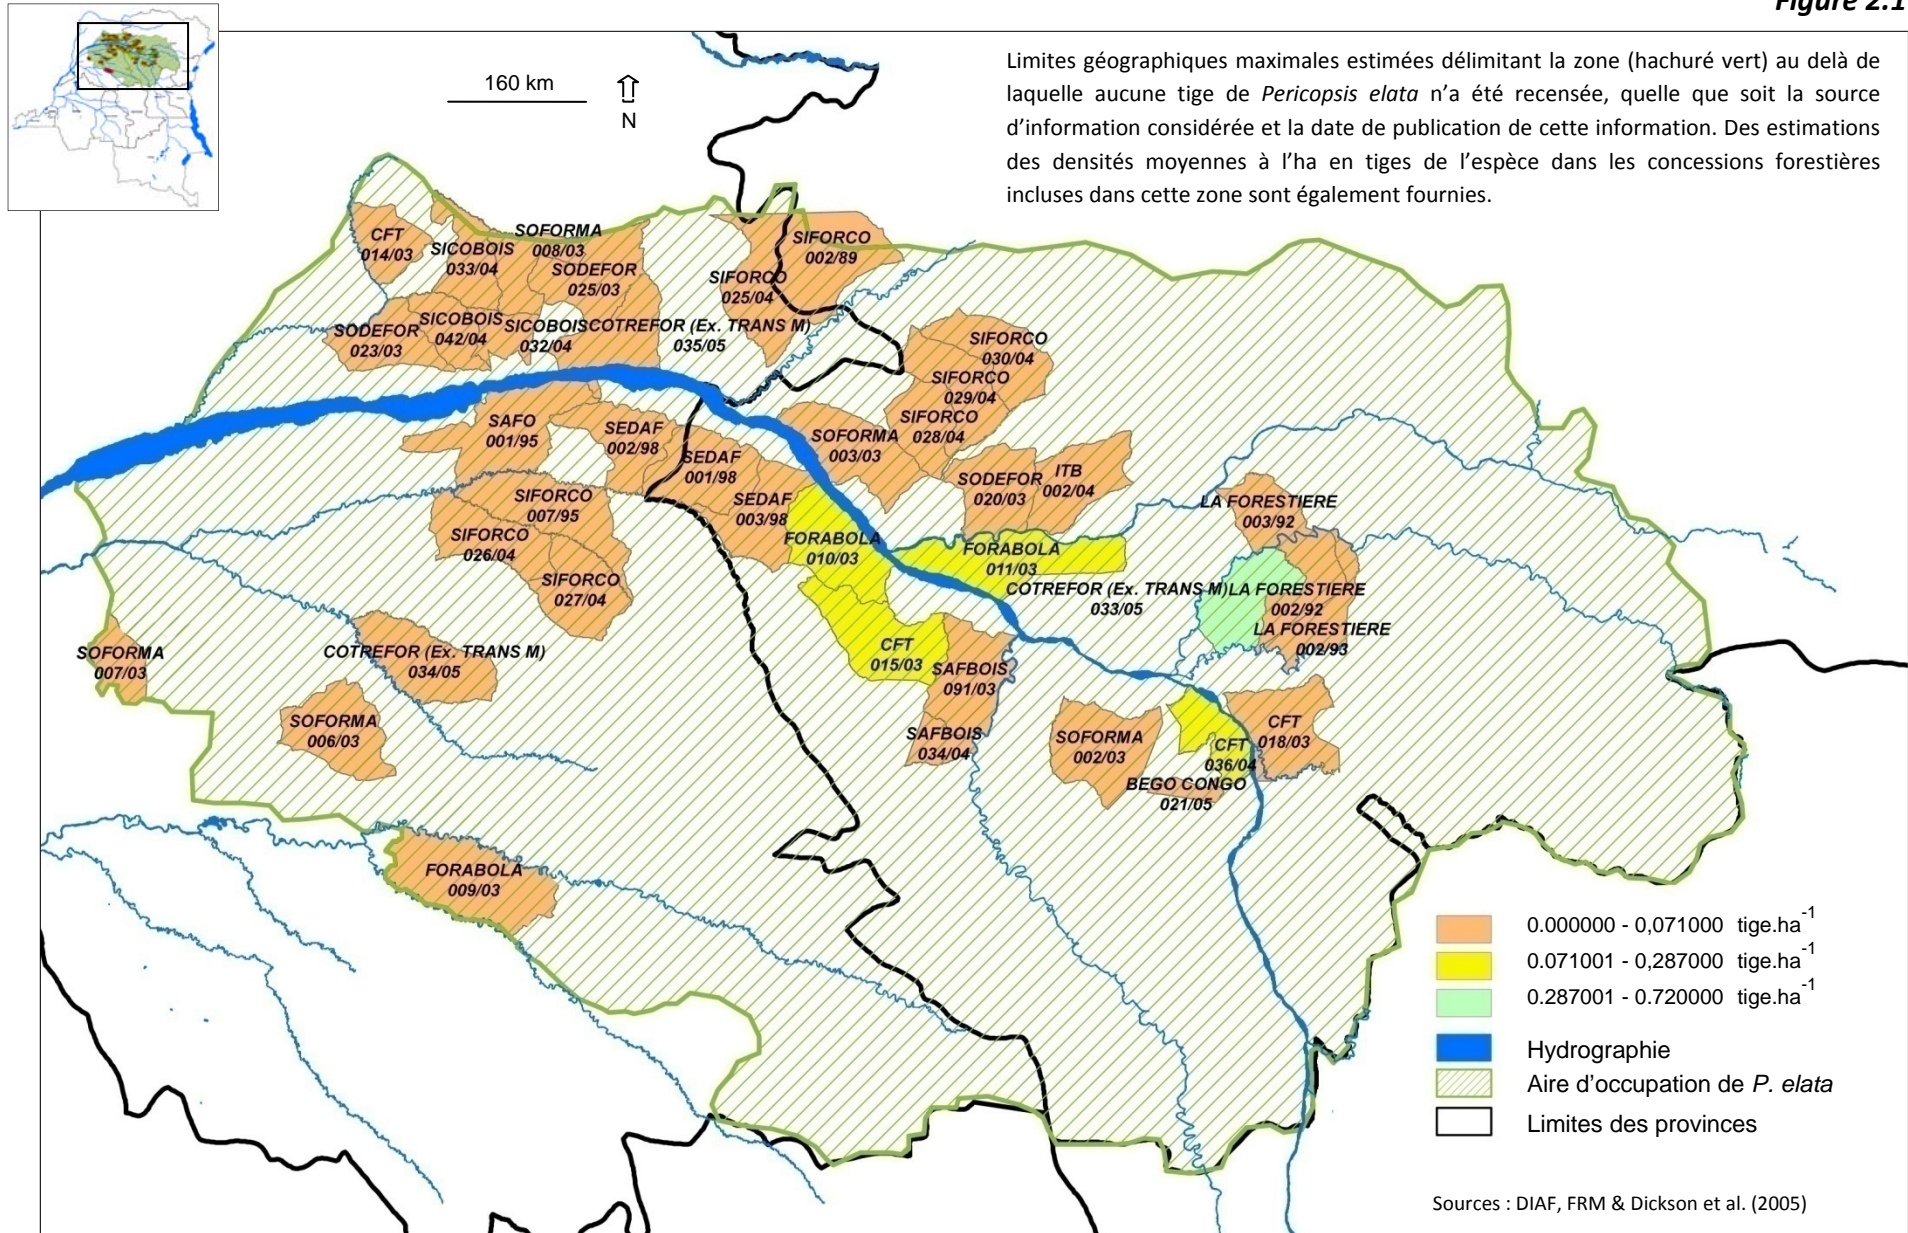 Figure 2.1
160 km
N
Limites géographiques maximales estimées délimitant la zone (hachuré vert) au delà de
laquelle aucune tige de Pericopsis elata n'a été recensée, quelle que soit la source
d'information considérée et la date de publication de cette information. Des estimations
des densités moyennes à l'ha en tiges de l'espèce dans les concessions forestières
incluses dans cette zone sont également fournies.
CFT
014/03
SICOBOIS
033/04
SOFORMA
008/03
SODEFOR
025/03
SIFORCO
002/89
SIFORCO
025/04
SODEFOR
023/03
SICOBOIS
042/04
SICOBOIS
032/04
COTREFOR (Ex. TRANS M)
035/05
SIFORCO
030/04
SIFORCO
029/04
SIFORCO
028/04
SAFO
001/95
SEDAF
002/98
SEDAF
001/98
SEDAF
003/98
SOFORMA
003/03
SODEFOR
020/03
ITB
002/04
SIFORCO
007/95
SIFORCO
026/04
SIFORCO
027/04
FORABOLA
010/03
FORABOLA
011/03
LA FORESTIERE
003/92
COTREFOR (Ex. TRANS M)
033/05
LA FORESTIERE
002/92
LA FORESTIERE
002/93
SOFORMA
007/03
COTREFOR (Ex. TRANS M)
034/05
CFT
015/03
SAFBOIS
091/03
SAFBOIS
034/04
SOFORMA
006/03
SOFORMA
002/03
CFT
036/04
CFT
018/03
BEGO CONGO
021/05
FORABOLA
009/03
0.000000 - 0,071000 tige.ha-1
0.071001 - 0,287000 tige.ha-1
0.287001 - 0.720000 tige.ha-1
Hydrographie
Aire d'occupation de P. elata
Limites des provinces
Sources : DIAF, FRM & Dickson et al. (2005)